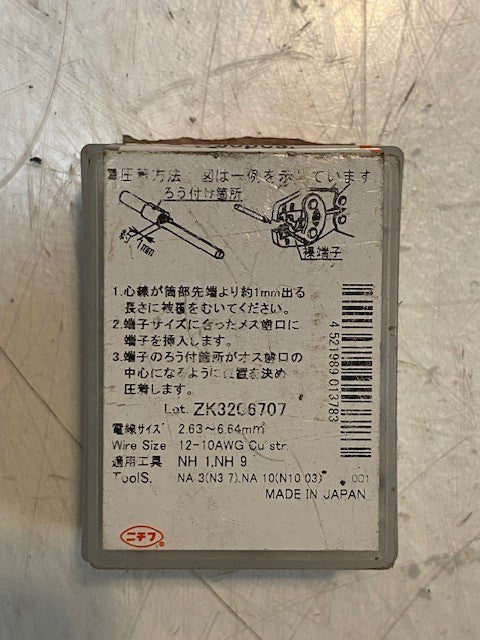 圧着方法 図は一例を示しています
ろう付け箇所
約1mm
裸端子
1.心線が筒部先端より約1mm出る
長さに被覆をむいてください。
2.端子サイズに合ったメス歯口に
端子を挿入します。
3.端子のろう付箇所がオス歯口の
中心になるように位置を決め
圧着します。
Lot. ZK3206707
電線サイズ 2.63～6.64mm²
Wire Size 12-10AWG Cu str.
適用工具 NH 1,NH 9
ToolS. NA 3(N3 7).NA 10(N10 03) 001
MADE IN JAPAN
4 521989 013783
ニチフ